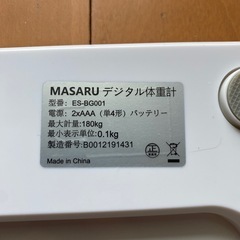 MASARU デジタル体重計
型番：ES-BG001
電源：2xAAA（単4形）バッテリー
最大計量：180kg
最小表示単位：0.1kg
製造番号：B0012191431
Made in China
正